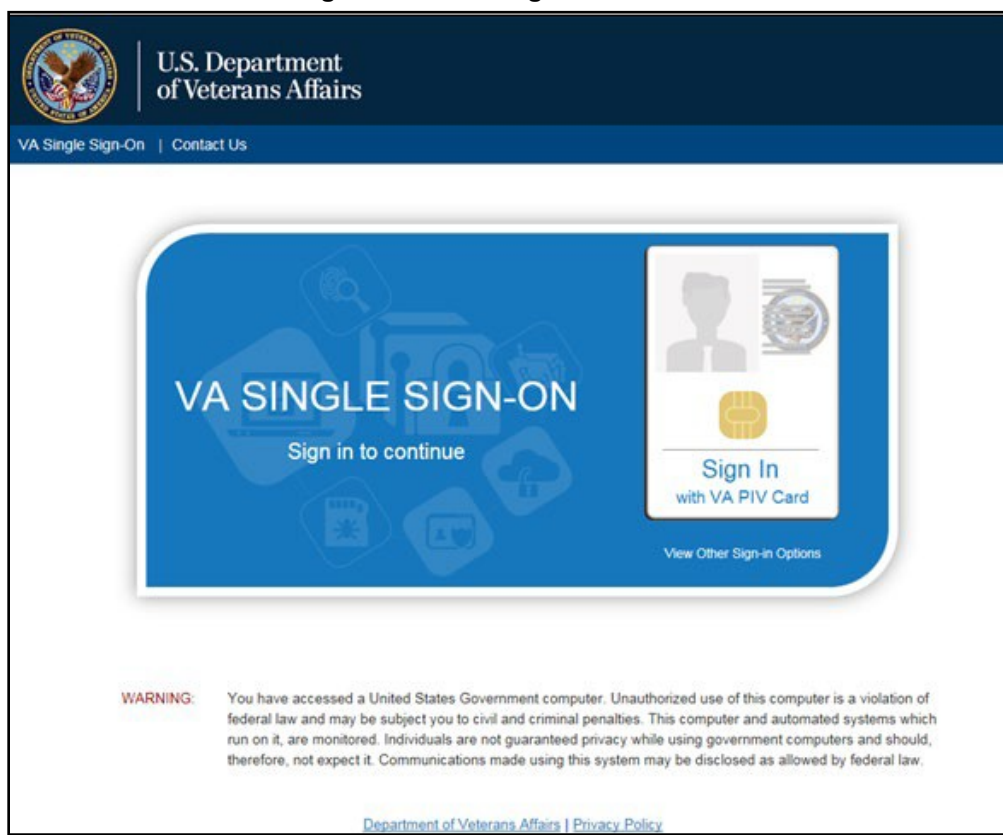 U.S. Department
of Veterans Affairs
VA Single Sign-On | Contact Us
VA SINGLE SIGN-ON
Sign in to continue
Sign In
with VA PIV Card
View Other Sign-in Options
WARNING: You have accessed a United States Government computer. Unauthorized use of this computer is a violation of
federal law and may be subject you to civil and criminal penalties. This computer and automated systems which
run on it, are monitored. Individuals are not guaranteed privacy while using government computers and should,
therefore, not expect it. Communications made using this system may be disclosed as allowed by federal law.
Department of Veterans Affairs | Privacy Policy